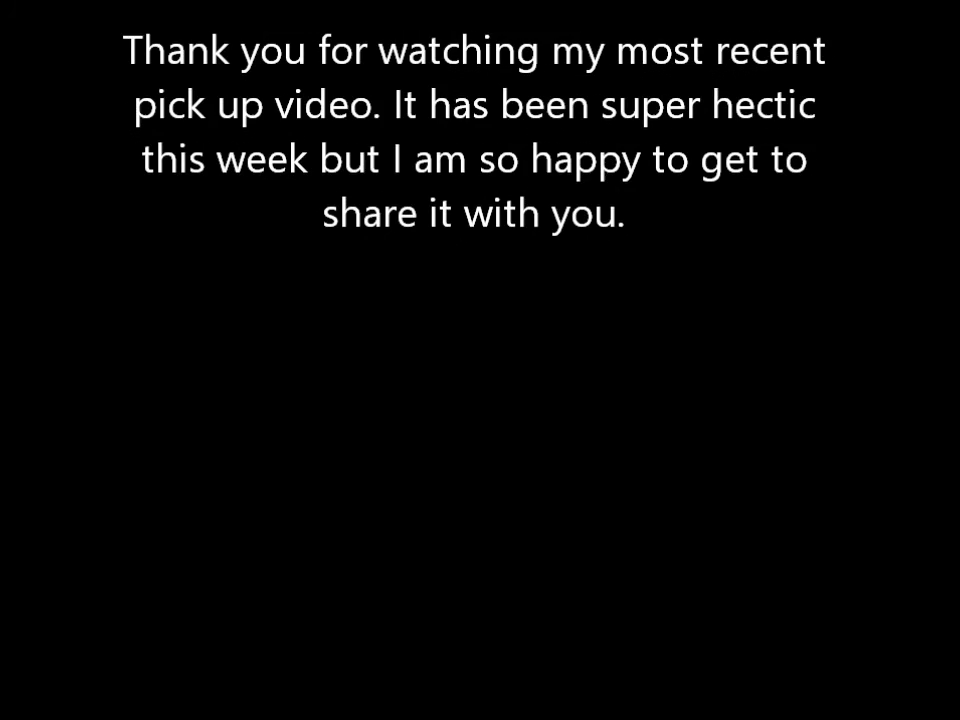 Thank you for watching my most recent
pick up video. It has been super hectic
this week but I am so happy to get to
share it with you.